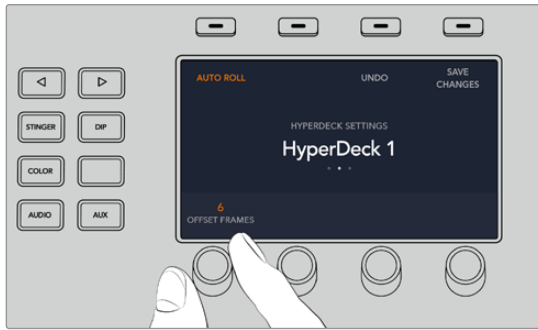 AUTO ROLL
UNDO
SAVE
CHANGES
HYPERDECK SETTINGS
HyperDeck 1
6
OFFSET FRAMES
STINGER
DIP
COLOR
AUDIO
AUX